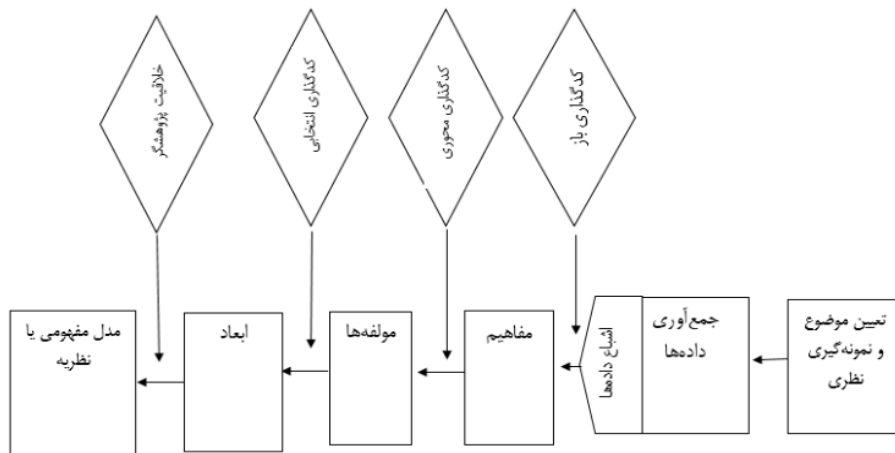 کدگذاری باز
کدگذاری محوری
کدگذاری انتخابی
خلاقیت پژوهشگر
تعیین موضوع
و نمونه‌گیری
نظری
جمع‌آوری
داده‌ها
اشباع داده‌ها
مفاهیم
مولفه‌ها
ابعاد
مدل مفهومی یا
نظریه